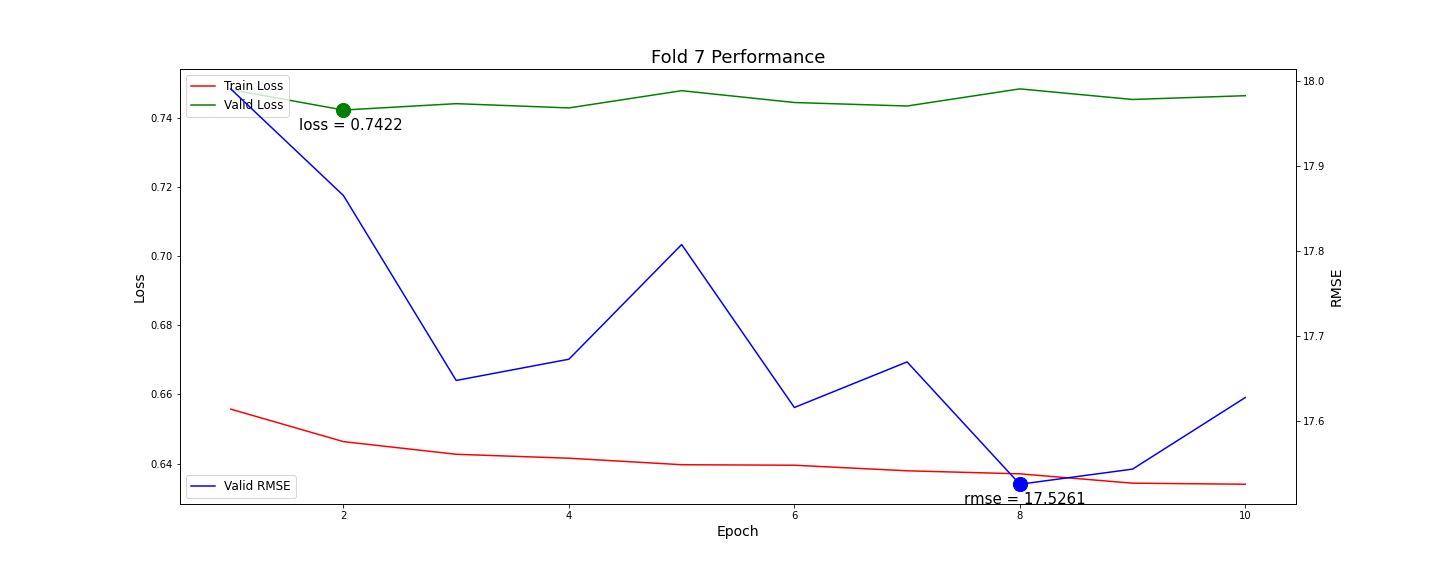 Fold 7 Performance
Train Loss
Valid Loss
loss = 0.7422
Valid RMSE
rmse = 17.5261
0.74
0.72
0.70
0.68
0.66
0.64
Loss
18.0
17.9
17.8
17.7
17.6
RMSE
2
4
6
8
10
Epoch